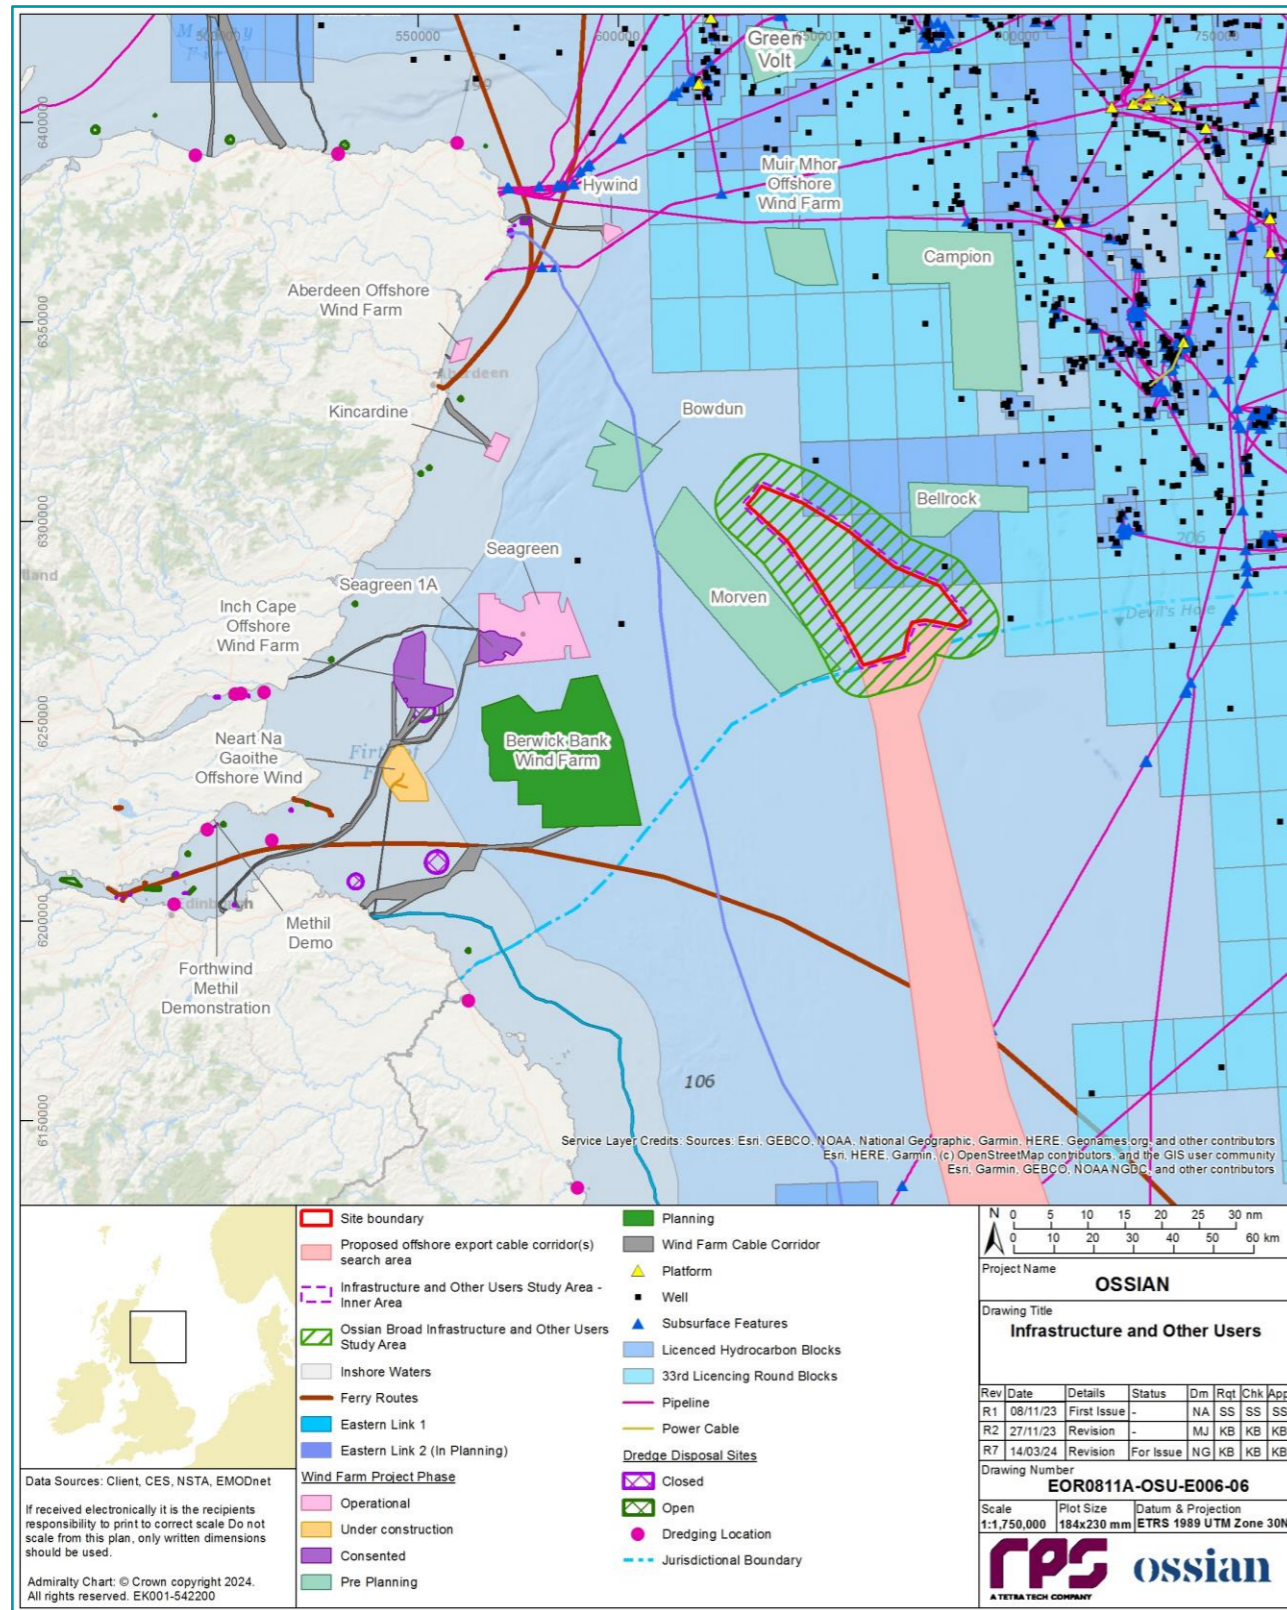 500000
550000
600000
650000
700000
750000
6400000
6350000
6300000
6250000
6200000
6150000
Moray
Firth
199
Green
Volt
Hywind
Muir Mhor
Offshore
Wind Farm
Campion
Aberdeen Offshore
Wind Farm
Aberdeen
Kincardine
Bowdun
Bellrock
206
Seagreen
Seagreen 1A
Morven
Devil's Hole
Inch Cape
Offshore
Wind Farm
Neart Na
Gaoithe
Offshore Wind
Berwick Bank
Wind Farm
Edinburgh
Methil
Demo
Forthwind
Methil
Demonstration
106
Service Layer Credits: Sources: Esri, GEBCO, NOAA, National Geographic, Garmin, HERE, Geonames.org, and other contributors
Esri, HERE, Garmin, (c) OpenStreetMap contributors, and the GIS user community
Esri, Garmin, GEBCO, NOAA NGDC, and other contributors
Data Sources: Client, CES, NSTA, EMODnet
If received electronically it is the recipients
responsibility to print to correct scale Do not
scale from this plan, only written dimensions
should be used.
Admiralty Chart: © Crown copyright 2024.
All rights reserved. EK001-542200
Site boundary
Proposed offshore export cable corridor(s)
search area
Infrastructure and Other Users Study Area -
Inner Area
Ossian Broad Infrastructure and Other Users
Study Area
Inshore Waters
Ferry Routes
Eastern Link 1
Eastern Link 2 (In Planning)
Wind Farm Project Phase
Operational
Under construction
Consented
Pre Planning
Planning
Wind Farm Cable Corridor
Platform
Well
Subsurface Features
Licenced Hydrocarbon Blocks
33rd Licencing Round Blocks
Pipeline
Power Cable
Dredge Disposal Sites
Closed
Open
Dredging Location
Jurisdictional Boundary
N
0 5 10 15 20 25 30 nm
0 10 20 30 40 50 60 km
Project Name
OSSIAN
Drawing Title
Infrastructure and Other Users
Rev Date Details Status Dm Rqt Chk App
R1 08/11/23 First Issue - NA SS SS SS
R2 27/11/23 Revision - MJ KB KB KB
R7 14/03/24 Revision For Issue NG KB KB KB
Drawing Number
EOR0811A-OSU-E006-06
Scale Plot Size Datum & Projection
1:1,750,000 184x230 mm ETRS 1989 UTM Zone 30N
rps ossian
A TETRA TECH COMPANY